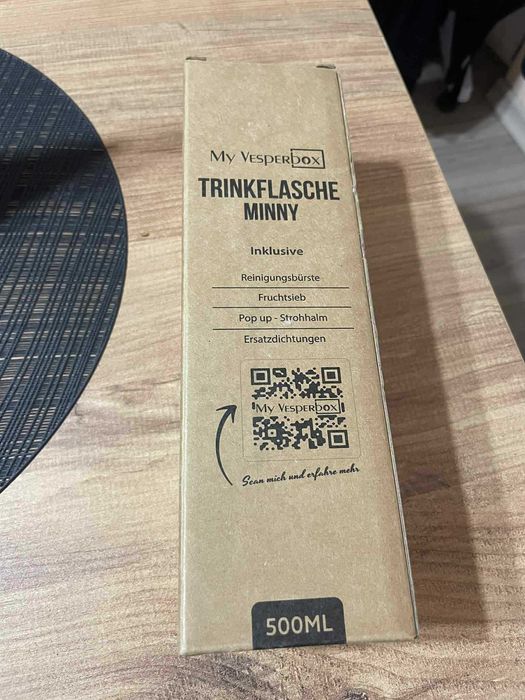 My VESPERBOX
TRINKFLASCHE
MINNY
Inklusive
Reinigungsbürste
Fruchtsieb
Pop up - Strohhalm
Ersatzdichtungen
My VESPERBOX
Scan mich und erfahre mehr
500ML